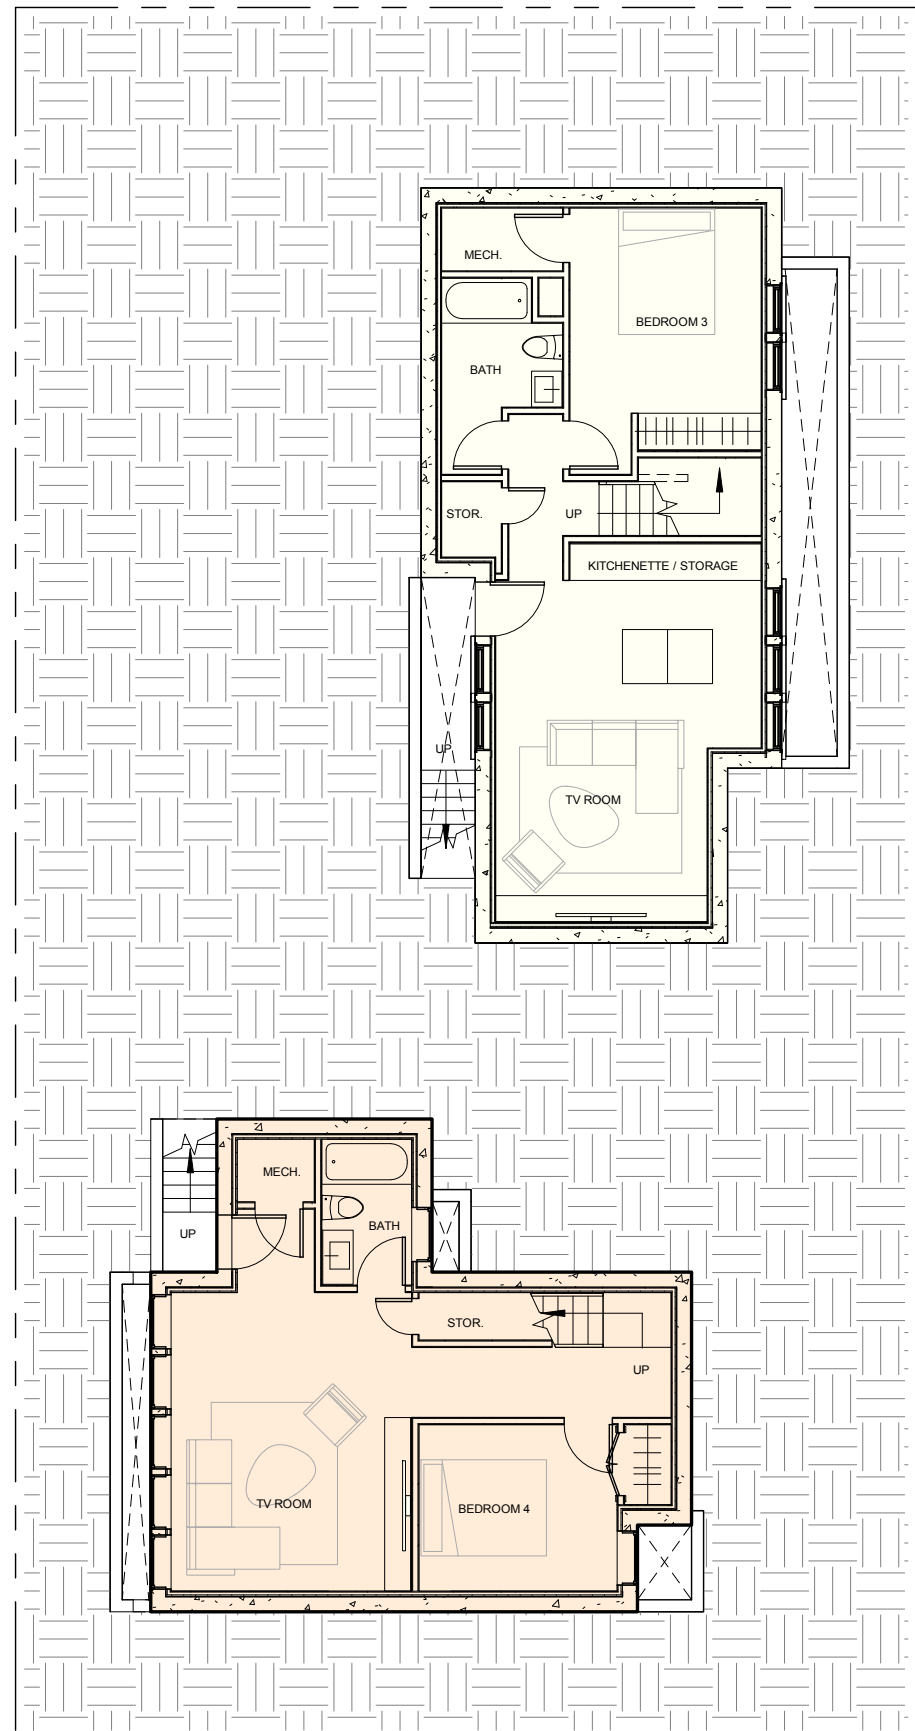 MECH.
BEDROOM 3
BATH
STOR.
UP
KITCHENETTE / STORAGE
UP
TV ROOM
MECH.
BATH
UP
STOR.
UP
TV ROOM
BEDROOM 4